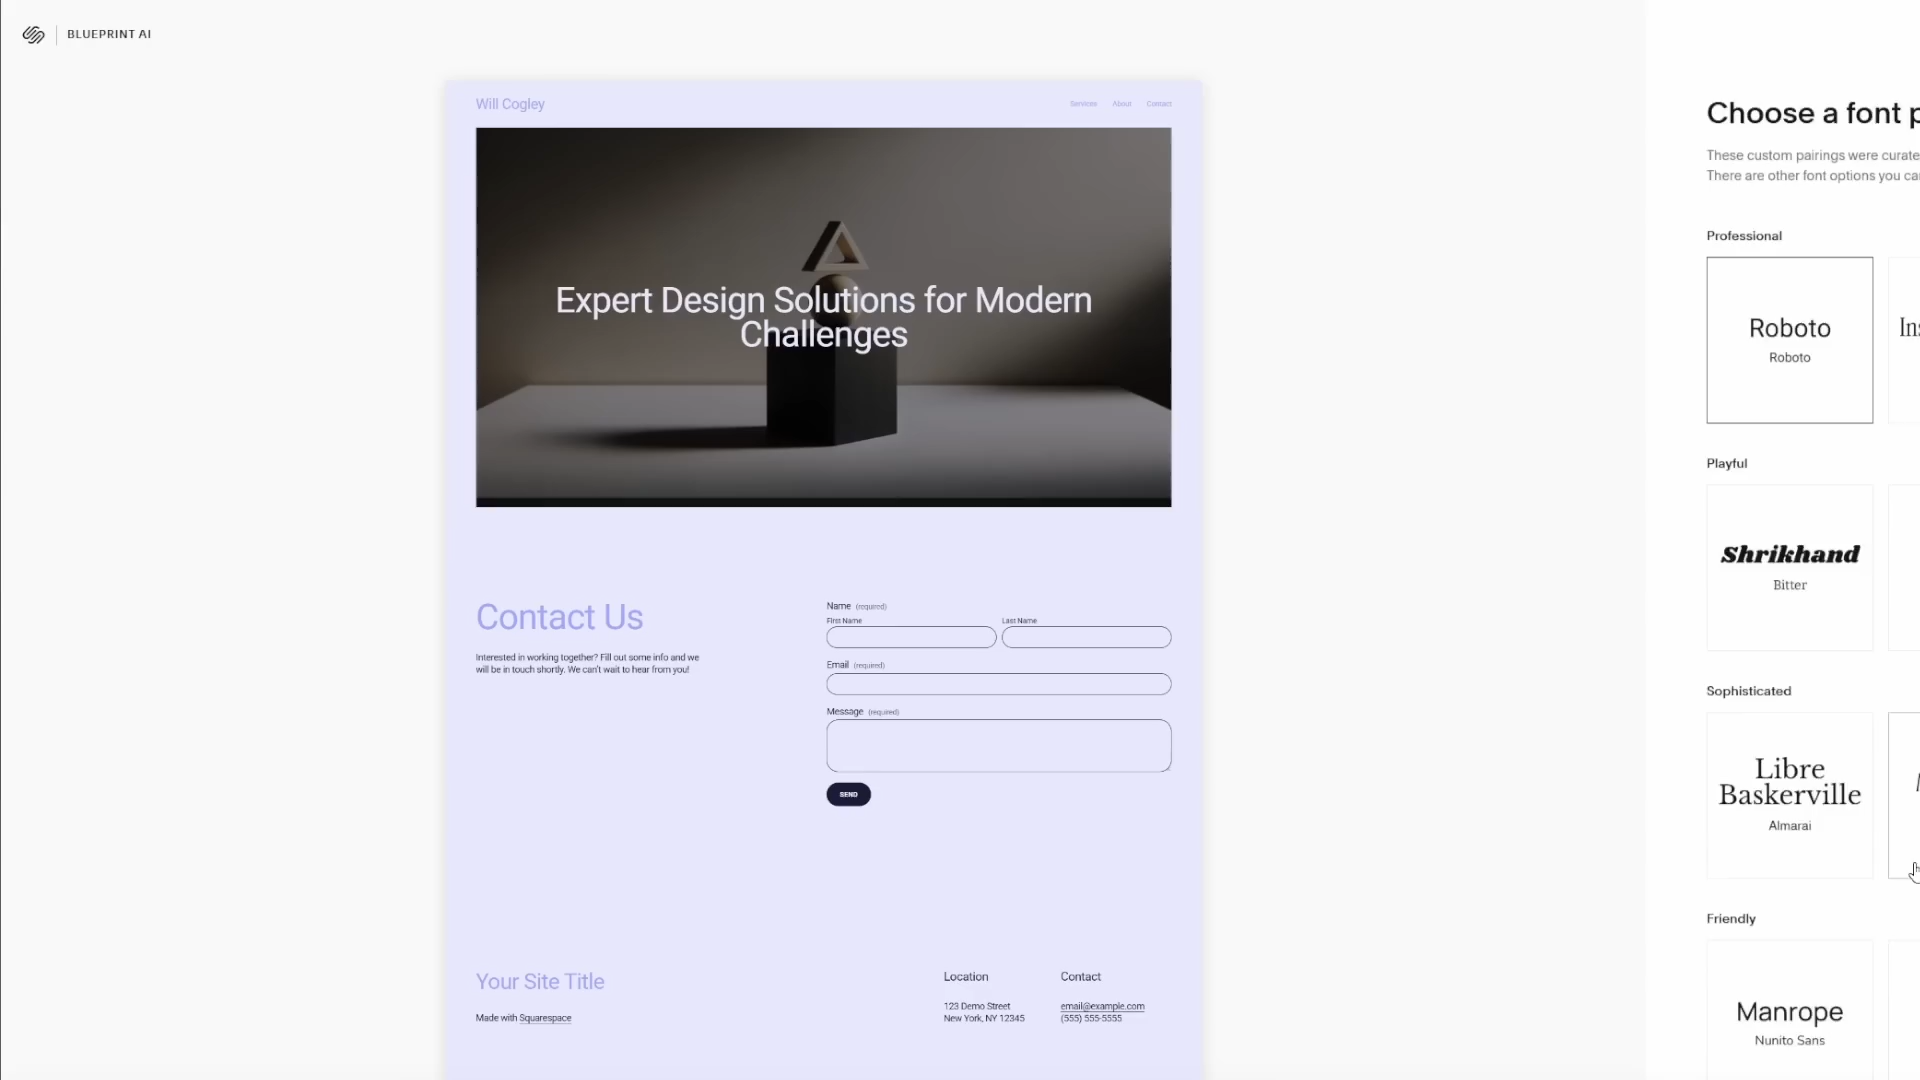 BLUEPRINT AI
Will Cogley
Services About Contact
Expert Design Solutions for Modern
Challenges
Contact Us
Interested in working together? Fill out some info and we
will be in touch shortly. We can't wait to hear from you!
Name (required)
First Name Last Name
Email (required)
Message (required)
SEND
Your Site Title
Made with Squarespace
Location
123 Demo Street
New York, NY 12345
Contact
email@example.com
(555) 555-5555
Choose a font p
These custom pairings were curate
There are other font options you ca
Professional
Roboto
Roboto
Ins
Playful
Shrikhand
Bitter
Sophisticated
Libre
Baskerville
Almarai
Friendly
Manrope
Nunito Sans